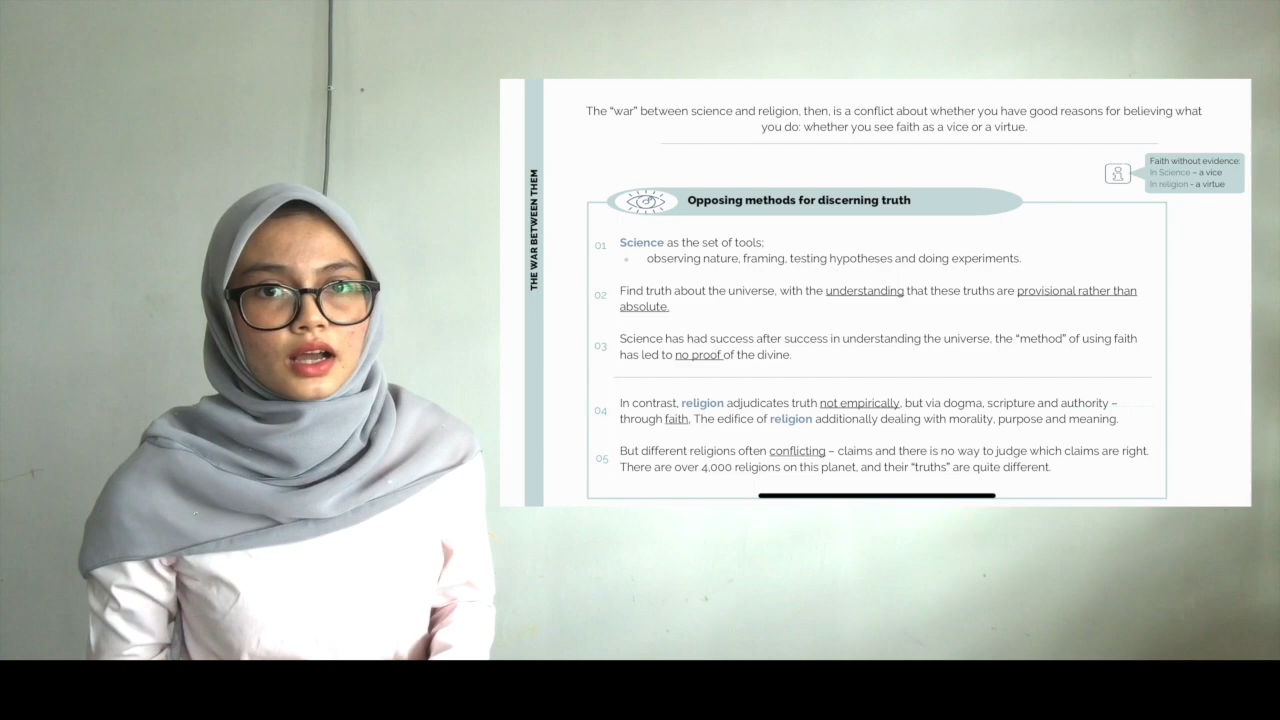 The “war” between science and religion, then, is a conflict about whether you have good reasons for believing what
you do: whether you see faith as a vice or a virtue.
THE WAR BETWEEN THEM
Faith without evidence:
In Science – a vice
In religion - a virtue
Opposing methods for discerning truth
01 Science as the set of tools;
observing nature, framing, testing hypotheses and doing experiments.
02 Find truth about the universe, with the understanding that these truths are provisional rather than
absolute.
03 Science has had success after success in understanding the universe, the “method” of using faith
has led to no proof of the divine.
04 In contrast, religion adjudicates truth not empirically, but via dogma, scripture and authority –
through faith. The edifice of religion additionally dealing with morality, purpose and meaning.
05 But different religions often conflicting – claims and there is no way to judge which claims are right.
There are over 4,000 religions on this planet, and their “truths” are quite different.